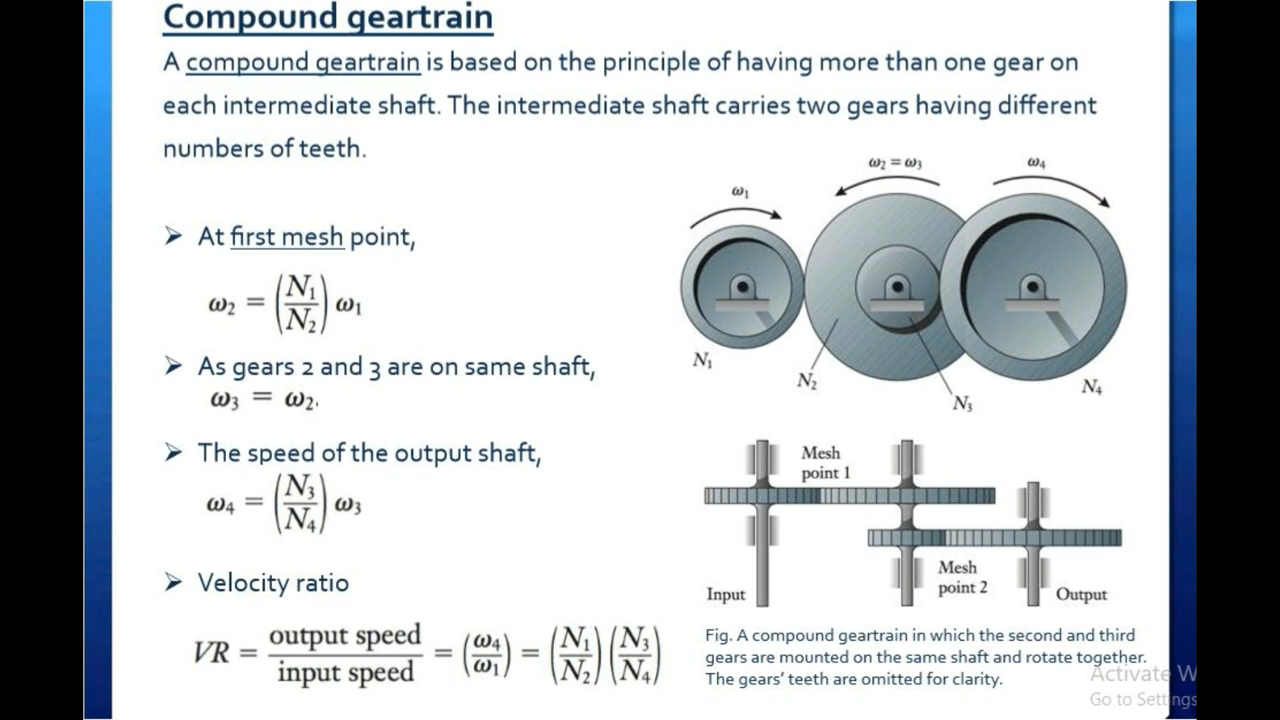 Compound geartrain
A compound geartrain is based on the principle of having more than one gear on
each intermediate shaft. The intermediate shaft carries two gears having different
numbers of teeth.
➢ At first mesh point,
ω₂ = (N₁/N₂) ω₁
➢ As gears 2 and 3 are on same shaft,
ω₃ = ω₂.
➢ The speed of the output shaft,
ω₄ = (N₃/N₄) ω₃
➢ Velocity ratio
VR = output speed/input speed = (ω₄/ω₁) = (N₁/N₂) (N₃/N₄)
ω₁
ω₂ = ω₃
ω₄
N₁
N₂
N₃
N₄
Mesh
point 1
Mesh
point 2
Input
Output
Fig. A compound geartrain in which the second and third
gears are mounted on the same shaft and rotate together.
The gears' teeth are omitted for clarity.
Activate W
Go to Settings